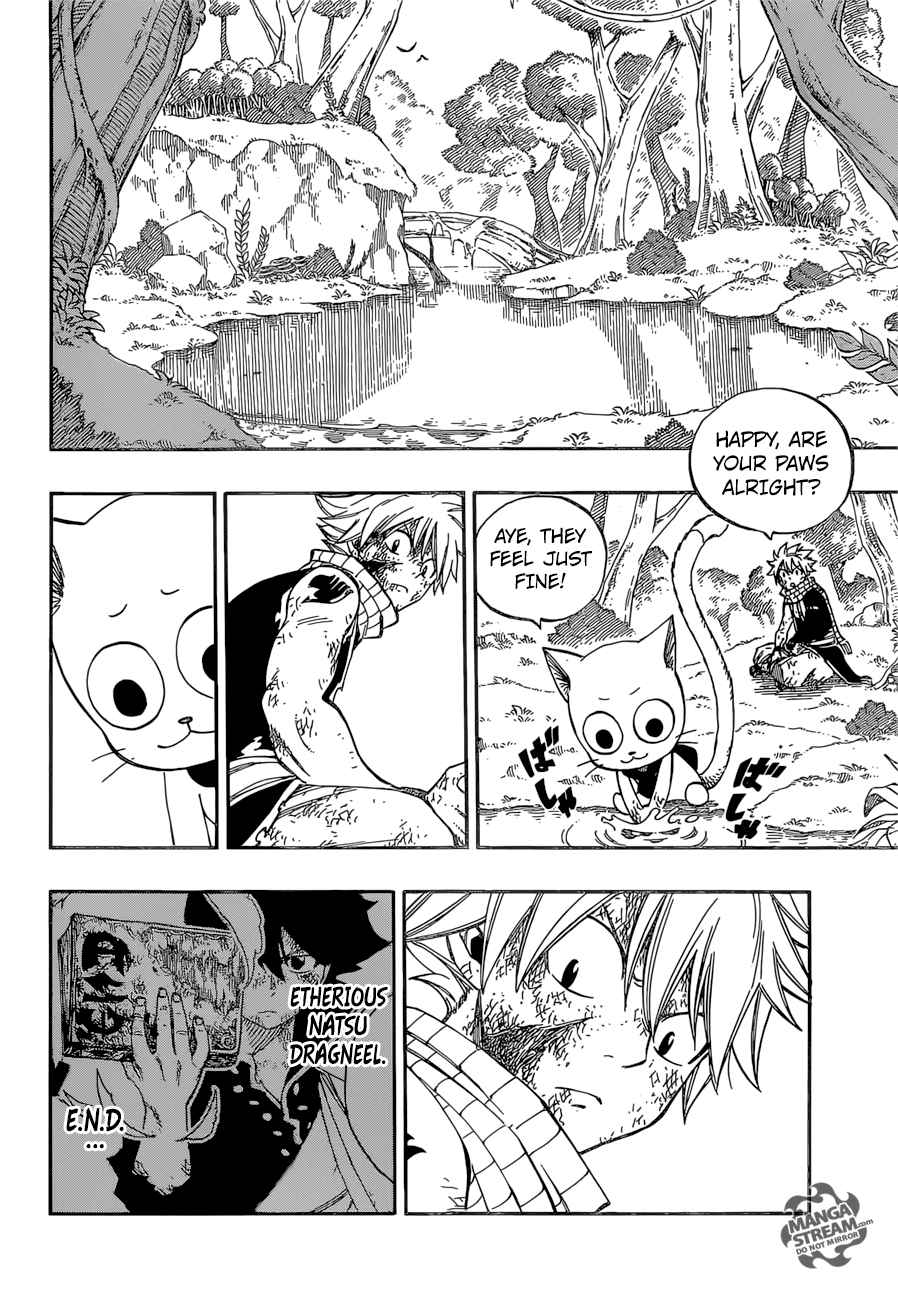 HAPPY, ARE
YOUR PAWS
ALRIGHT?
AYE, THEY
FEEL JUST
FINE!
ばしゃ
ばしゃ
ETHERIOUS
NATSU
DRAGNEEL.
E.N.D.
...
MANGA
STREAM.com
DO NOT MIRROR